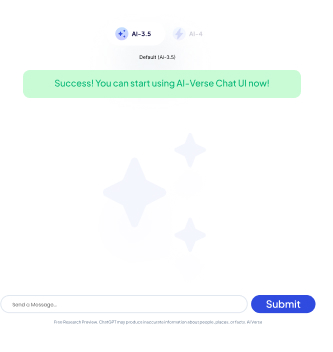 AI-3.5 AI-4
Default (AI-3.5)
Success! You can start using AI-Verse Chat UI now!
Send a Message...
Submit
Free Research Preview. ChatGPT may produce inaccurate information about people, places, or facts. AI-Verse